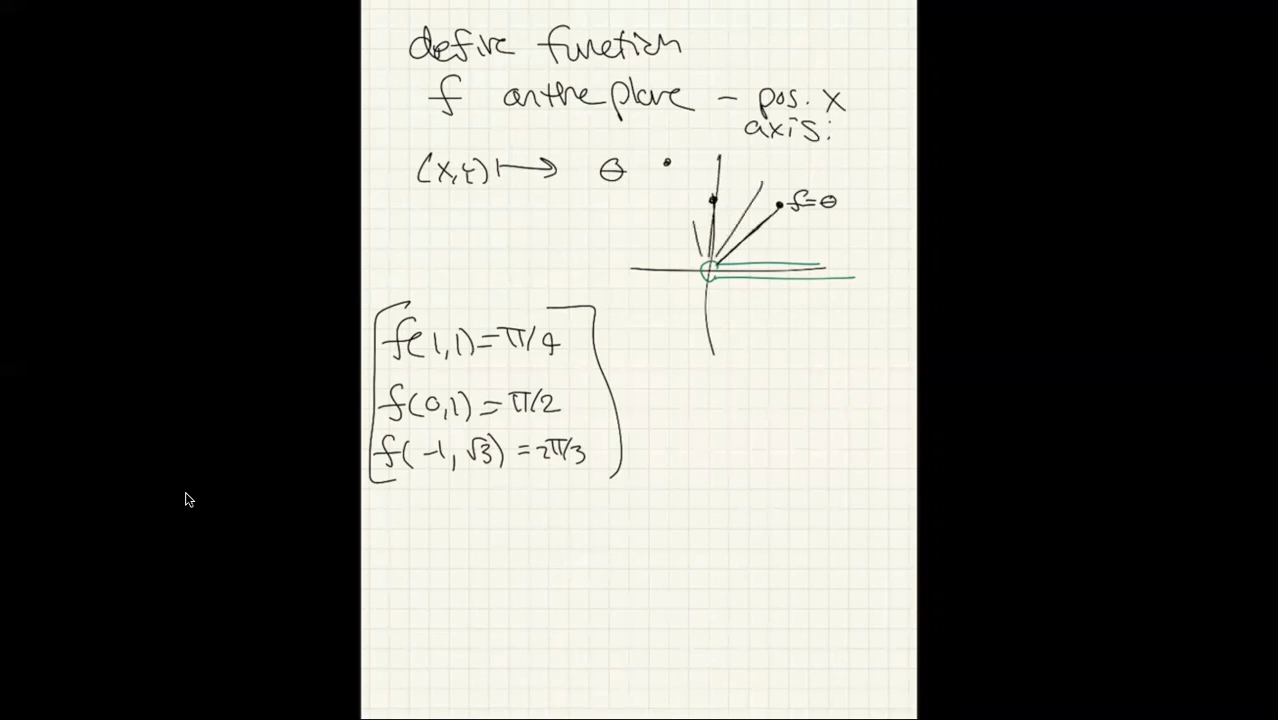 define function
f on the plane - pos. x
axis:
(x,y) ↦ θ
f=θ
f(1,1)=π/4
f(0,1)=π/2
f(-1,√3)=2π/3